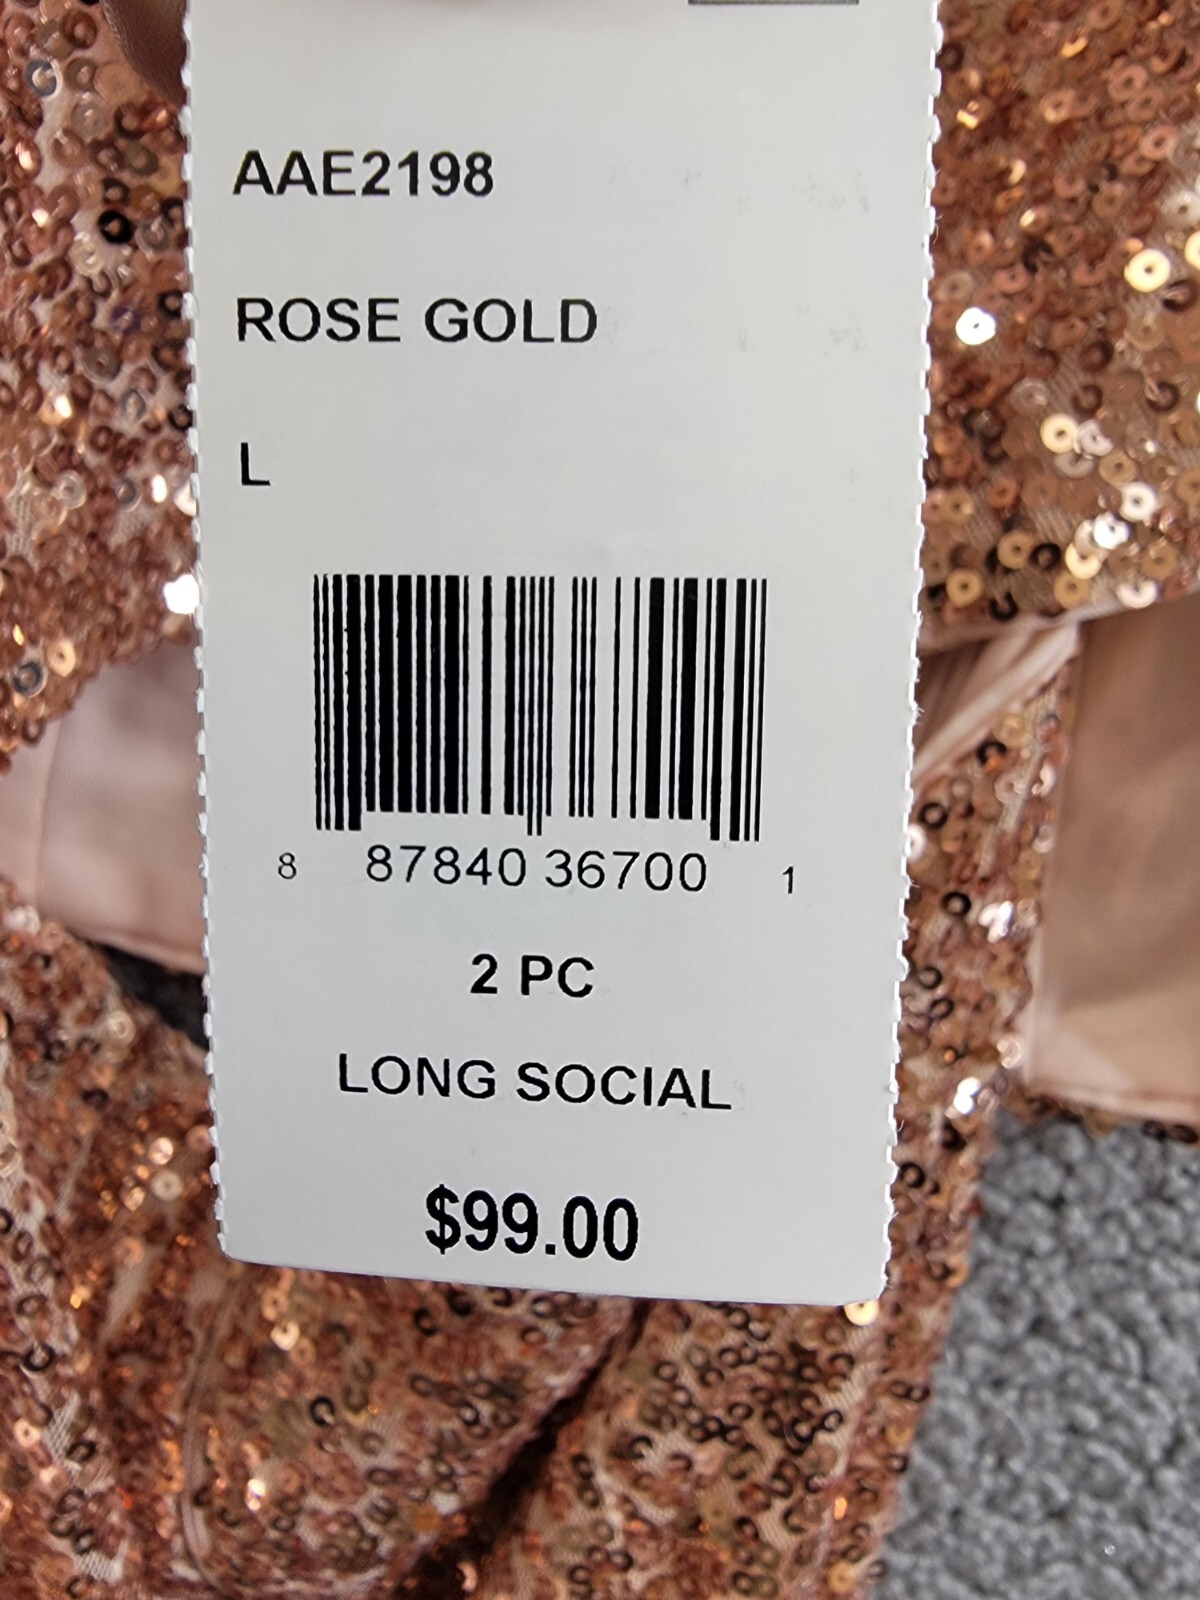 AAE2198
ROSE GOLD
L
8 87840 36700 1
2 PC
LONG SOCIAL
$99.00